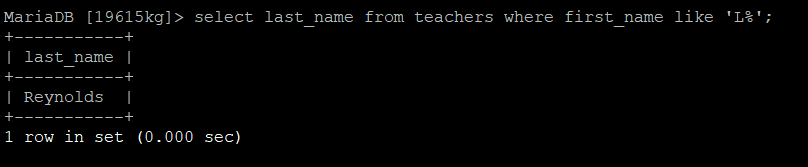 MariaDB [19615kg]> select last_name from teachers where first_name like 'L%';
+-----------+
| last_name |
+-----------+
| Reynolds  |
+-----------+
1 row in set (0.000 sec)